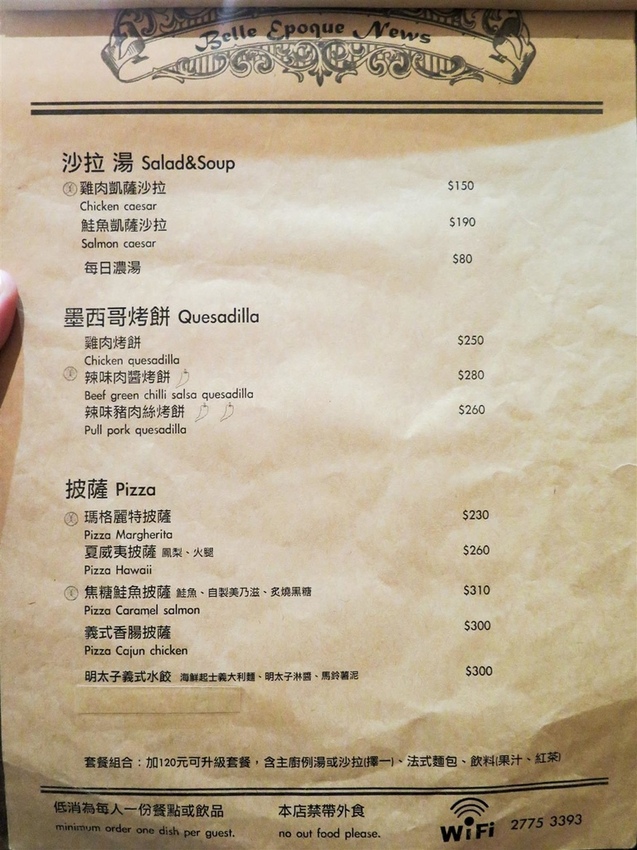 Belle Epoque News
沙拉 湯 Salad&Soup
雞肉凱薩沙拉 $150
Chicken caesar
鮭魚凱薩沙拉 $190
Salmon caesar
每日濃湯 $80
墨西哥烤餅 Quesadilla
雞肉烤餅 $250
Chicken quesadilla
辣味肉醬烤餅 $280
Beef green chilli salsa quesadilla
辣味豬肉絲烤餅 $260
Pull pork quesadilla
披薩 Pizza
瑪格麗特披薩 $230
Pizza Margherita
夏威夷披薩 鳳梨、火腿 $260
Pizza Hawaii
焦糖鮭魚披薩 鮭魚、自製美乃滋、炙燒黑糖 $310
Pizza Caramel salmon
義式香腸披薩 $300
Pizza Cajun chicken
明太子義式水餃 海鮮起士義大利麵、明太子淋醬、馬鈴薯泥 $300
套餐組合：加120元可升級套餐，含主廚例湯或沙拉(擇一)、法式麵包、飲料(果汁、紅茶)
低消為每人一份餐點或飲品 本店禁帶外食
minimum order one dish per guest. no out food please. WiFi 2775 3393